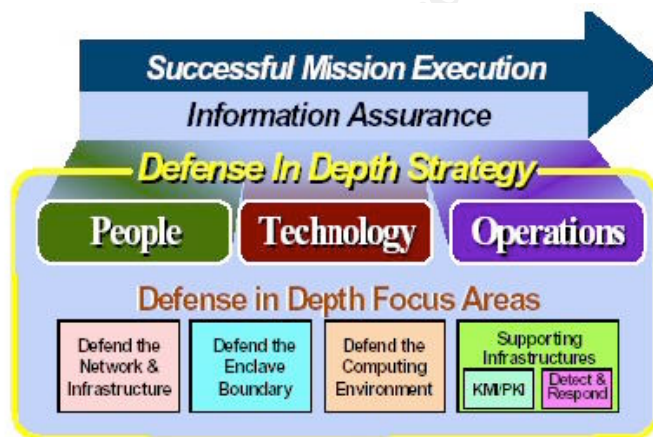 Successful Mission Execution
Information Assurance
Defense In Depth Strategy
People
Technology
Operations
Defense in Depth Focus Areas
Defend the
Network &
Infrastructure
Defend the
Enclave
Boundary
Defend the
Computing
Environment
Supporting
Infrastructures
KMI/PKI
Detect &
Respond